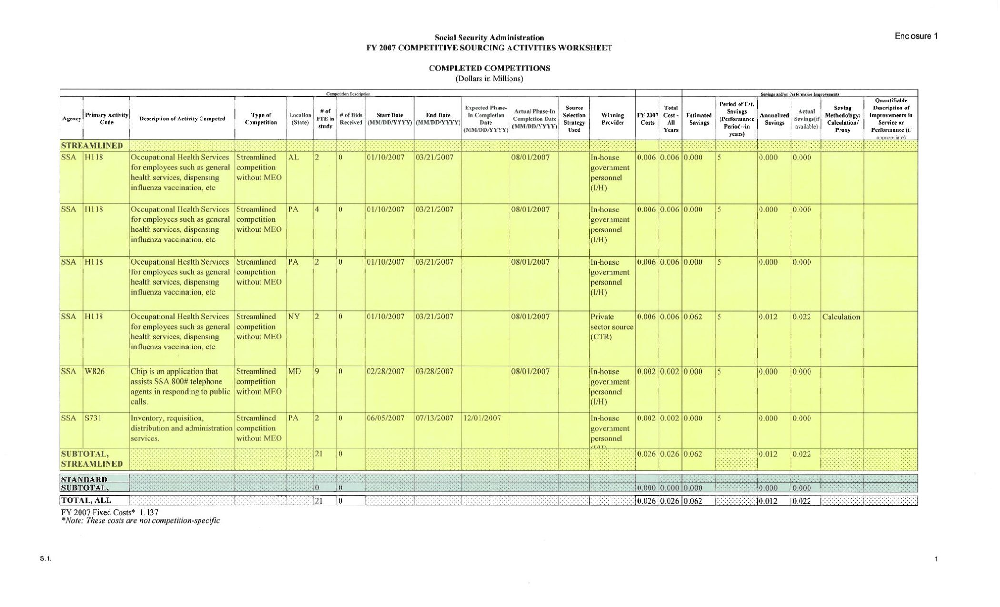 Enclosure 1
Social Security Administration
FY 2007 COMPETITIVE SOURCING ACTIVITIES WORKSHEET
COMPLETED COMPETITIONS
(Dollars in Millions)
Competition Description
Savings and/or Performance Improvements
Agency
Primary Activity
Code
Description of Activity Competed
Type of
Competition
Location
(State)
# of
FTE in
study
# of Bids
Received
Start Date
(MM/DD/YYYY)
End Date
(MM/DD/YYYY)
Expected Phase-
In Completion
Date
(MM/DD/YYYY)
Actual Phase-In
Completion Date
(MM/DD/YYYY)
Source
Selection
Strategy
Used
Winning
Provider
FY 2007
Costs
Total
Cost -
All
Years
Estimated
Savings
Period of Est.
Savings
(Performance
Period--in
years)
Annualized
Savings
Actual
Savings(if
available)
Saving
Methodology:
Calculation/
Proxy
Quantifiable
Description of
Improvements in
Service or
Performance (if
appropriate)
STREAMLINED
SSA H118 Occupational Health Services Streamlined AL 2 0 01/10/2007 03/21/2007 08/01/2007 In-house 0.006 0.006 0.000 5 0.000 0.000
for employees such as general competition government
health services, dispensing without MEO personnel
influenza vaccination, etc (I/H)
SSA H118 Occupational Health Services Streamlined PA 4 0 01/10/2007 03/21/2007 08/01/2007 In-house 0.006 0.006 0.000 5 0.000 0.000
for employees such as general competition government
health services, dispensing without MEO personnel
influenza vaccination, etc (I/H)
SSA H118 Occupational Health Services Streamlined PA 2 0 01/10/2007 03/21/2007 08/01/2007 In-house 0.006 0.006 0.000 5 0.000 0.000
for employees such as general competition government
health services, dispensing without MEO personnel
influenza vaccination, etc (I/H)
SSA H118 Occupational Health Services Streamlined NY 2 0 01/10/2007 03/21/2007 08/01/2007 Private 0.006 0.006 0.062 5 0.012 0.022 Calculation
for employees such as general competition sector source
health services, dispensing without MEO (CTR)
influenza vaccination, etc
SSA W826 Chip is an application that Streamlined MD 9 0 02/28/2007 03/28/2007 08/01/2007 In-house 0.002 0.002 0.000 5 0.000 0.000
assists SSA 800# telephone competition government
agents in responding to public without MEO personnel
calls. (I/H)
SSA S731 Inventory, requisition, Streamlined PA 2 0 06/05/2007 07/13/2007 12/01/2007 In-house 0.002 0.002 0.000 5 0.000 0.000
distribution and administration competition government
services. without MEO personnel
SUBTOTAL, 21 0 0.026 0.026 0.062 0.012 0.022
STREAMLINED
STANDARD
SUBTOTAL, 0 0 0.000 0.000 0.000 0.000 0.000
TOTAL, ALL 21 0 0.026 0.026 0.062 0.012 0.022
FY 2007 Fixed Costs* 1.137
*Note: These costs are not competition-specific
S.1. 1